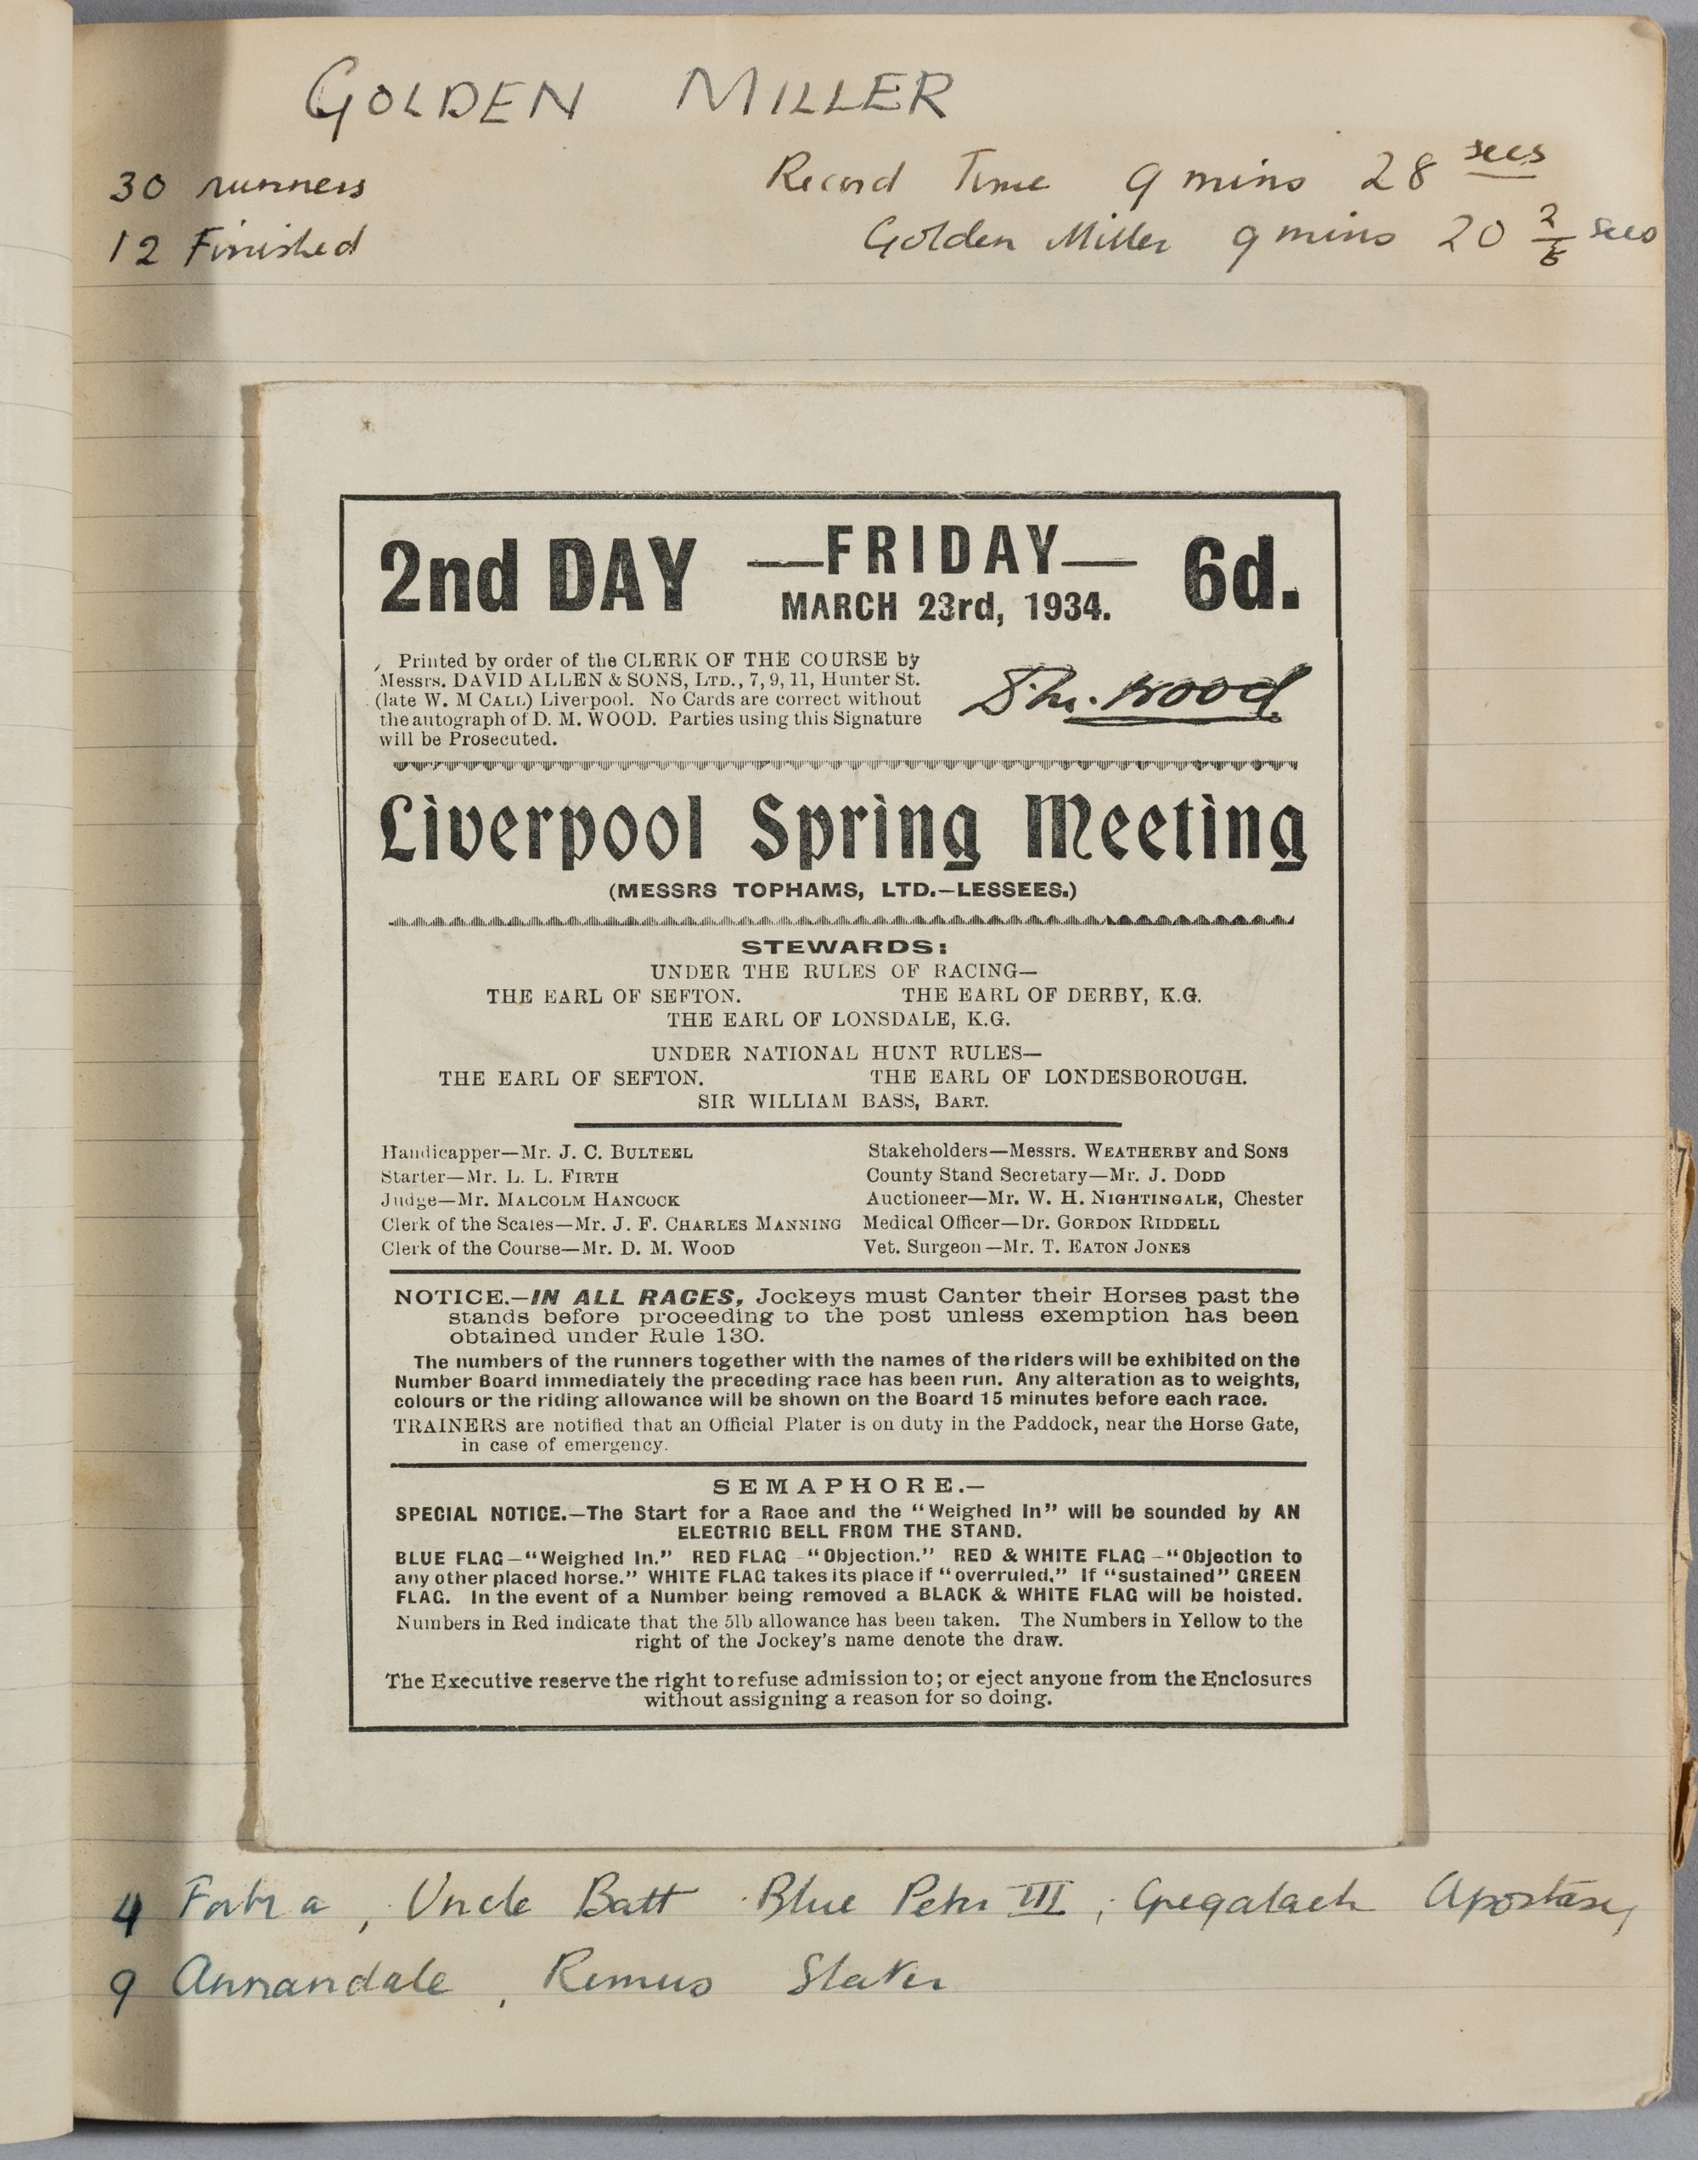 GOLDEN MILLER
30 runners Record Time 9 mins 28 secs
12 Finished Golden Miller 9 mins 20 2/5 secs
2nd DAY —FRIDAY— 6d.
MARCH 23rd, 1934.
Printed by order of the CLERK OF THE COURSE by
Messrs. DAVID ALLEN & SONS, LTD., 7, 9, 11, Hunter St.
(late W. M CALL) Liverpool. No Cards are correct without
the autograph of D. M. WOOD. Parties using this Signature
will be Prosecuted.
D. M. Wood
Liverpool Spring Meeting
(MESSRS TOPHAMS, LTD.—LESSEES.)
STEWARDS:
UNDER THE RULES OF RACING—
THE EARL OF SEFTON. THE EARL OF DERBY, K.G.
THE EARL OF LONSDALE, K.G.
UNDER NATIONAL HUNT RULES—
THE EARL OF SEFTON. THE EARL OF LONDESBOROUGH.
SIR WILLIAM BASS, BART.
Handicapper—Mr. J. C. BULTEEL Stakeholders—Messrs. WEATHERBY and SONS
Starter—Mr. L. L. FIRTH County Stand Secretary—Mr. J. DODD
Judge—Mr. MALCOLM HANCOCK Auctioneer—Mr. W. H. NIGHTINGALE, Chester
Clerk of the Scales—Mr. J. F. CHARLES MANNING Medical Officer—Dr. GORDON RIDDELL
Clerk of the Course—Mr. D. M. WOOD Vet. Surgeon—Mr. T. EATON JONES
NOTICE.—IN ALL RACES, Jockeys must Canter their Horses past the
stands before proceeding to the post unless exemption has been
obtained under Rule 130.
The numbers of the runners together with the names of the riders will be exhibited on the
Number Board immediately the preceding race has been run. Any alteration as to weights,
colours or the riding allowance will be shown on the Board 15 minutes before each race.
TRAINERS are notified that an Official Plater is on duty in the Paddock, near the Horse Gate,
in case of emergency.
SEMAPHORE.—
SPECIAL NOTICE.—The Start for a Race and the "Weighed In" will be sounded by AN
ELECTRIC BELL FROM THE STAND.
BLUE FLAG—"Weighed In." RED FLAG—"Objection." RED & WHITE FLAG—"Objection to
any other placed horse." WHITE FLAG takes its place if "overruled." If "sustained" GREEN
FLAG. In the event of a Number being removed a BLACK & WHITE FLAG will be hoisted.
Numbers in Red indicate that the 5lb allowance has been taken. The Numbers in Yellow to the
right of the Jockey's name denote the draw.
The Executive reserve the right to refuse admission to; or eject anyone from the Enclosures
without assigning a reason for so doing.
4 Forbra, Uncle Batt Blue Peter III, Gregalach Apostasy,
9 Annandale, Remus Slater